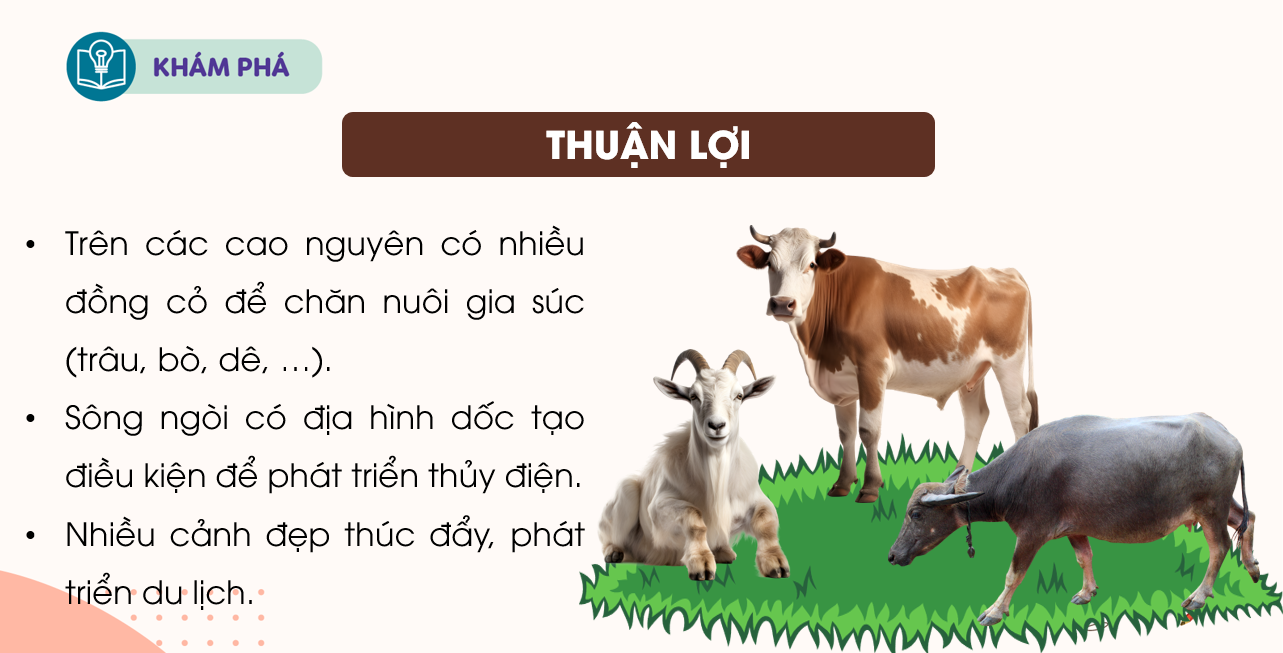 KHÁM PHÁ
THUẬN LỢI
• Trên các cao nguyên có nhiều
đồng cỏ để chăn nuôi gia súc
(trâu, bò, dê, …).
• Sông ngòi có địa hình dốc tạo
điều kiện để phát triển thủy điện.
• Nhiều cảnh đẹp thúc đẩy, phát
triển du lịch.